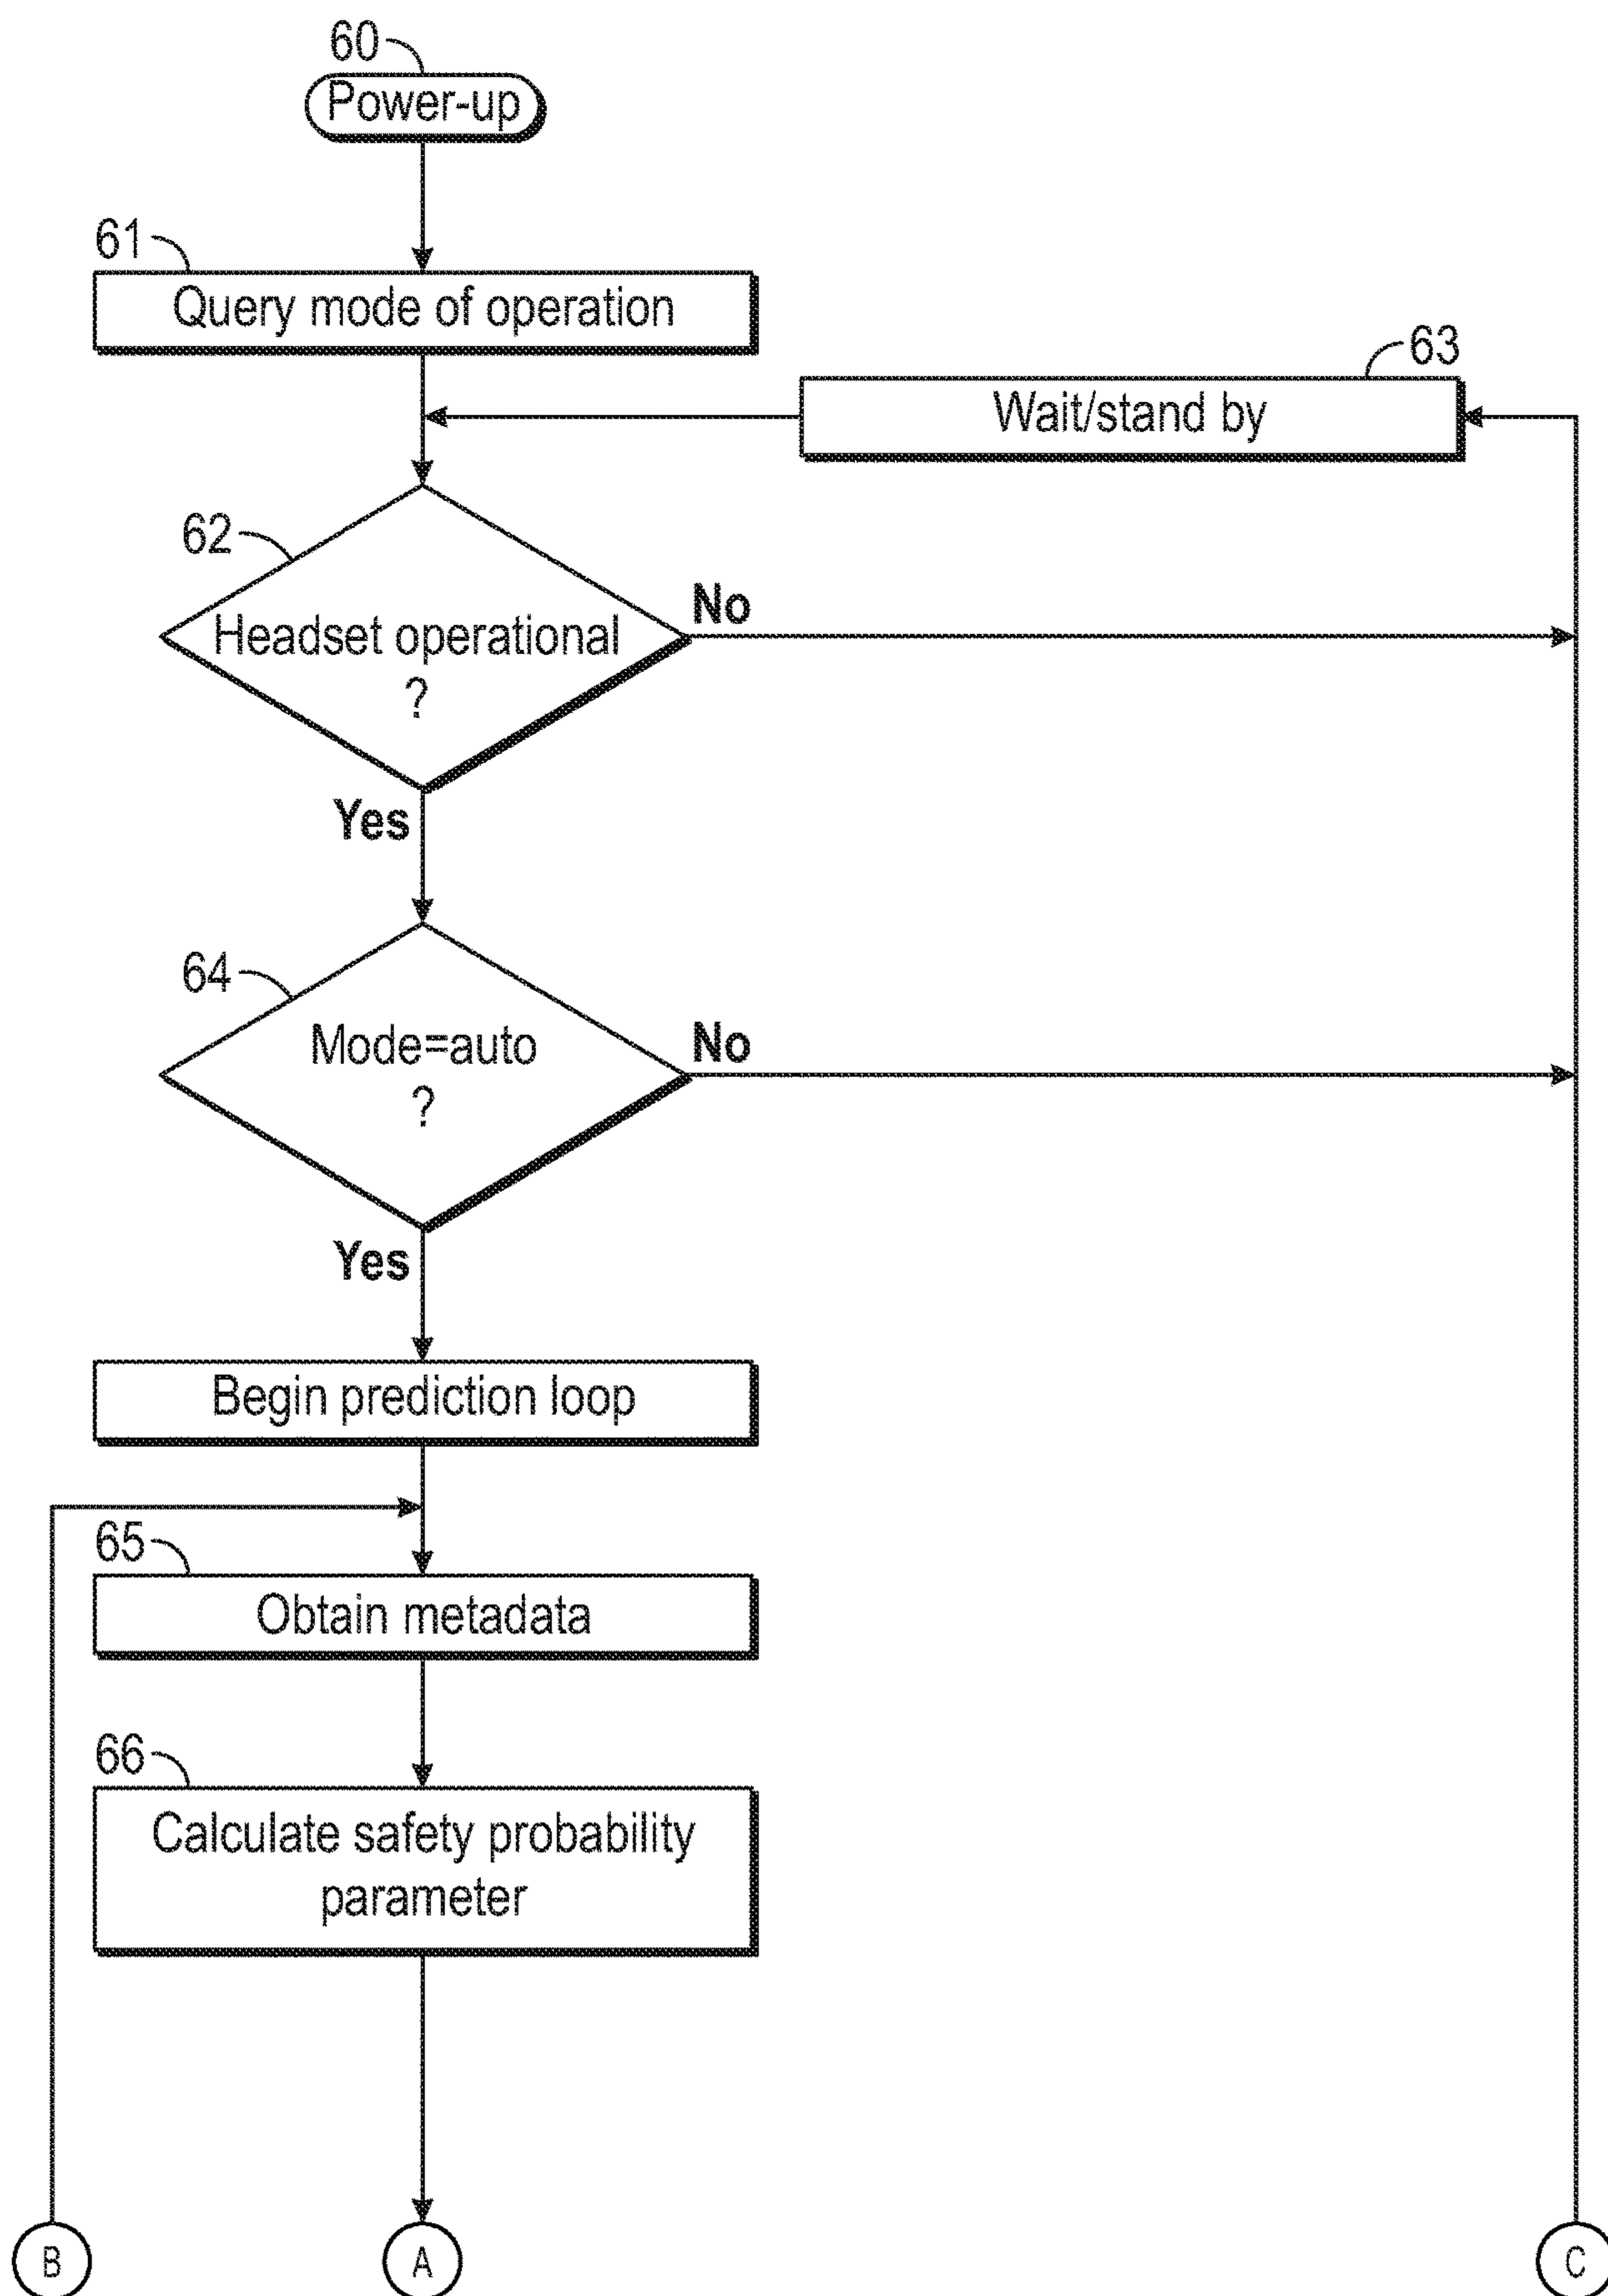 60
Power-up
61
Query mode of operation
63
Wait/stand by
62
Headset operational
?
No
Yes
64
Mode=auto
?
No
Yes
Begin prediction loop
65
Obtain metadata
66
Calculate safety probability
parameter
B
A
C